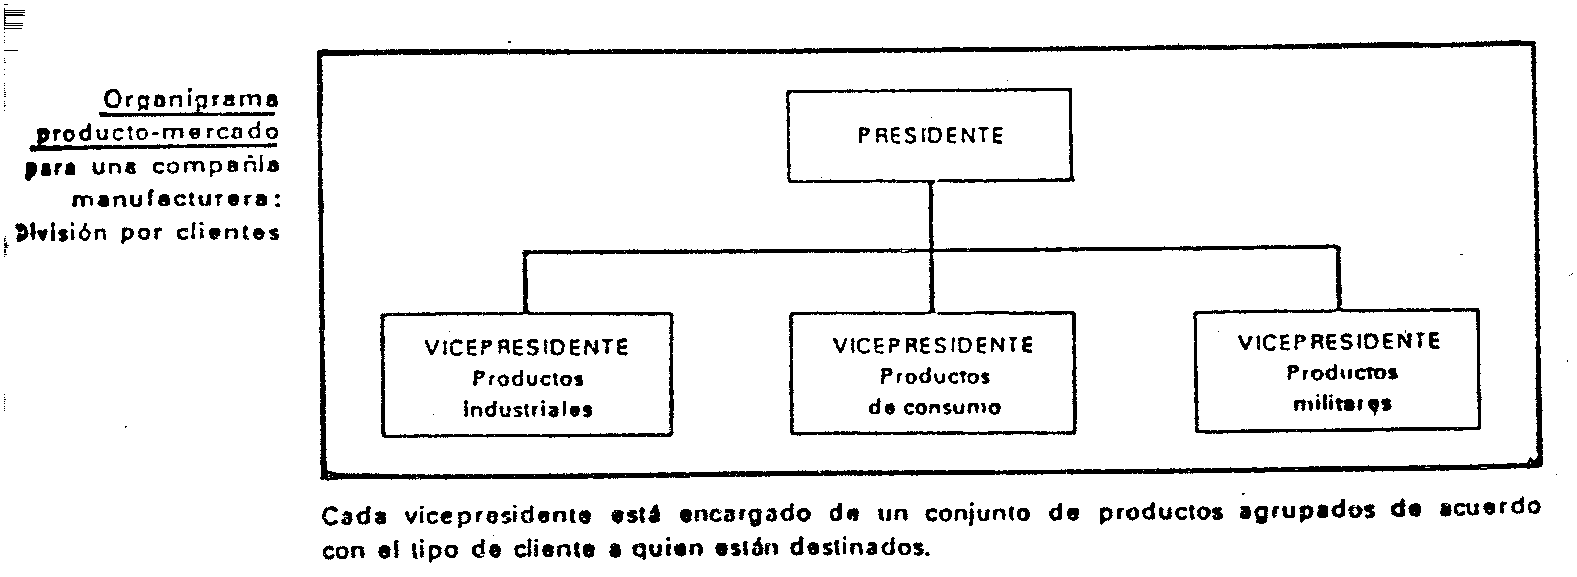 Organigrama
producto-mercado
para una compañía
manufacturera:
División por clientes
PRESIDENTE
VICEPRESIDENTE
Productos
industriales
VICEPRESIDENTE
Productos
de consumo
VICEPRESIDENTE
Productos
militares
Cada vicepresidente está encargado de un conjunto de productos agrupados de acuerdo
con el tipo de cliente a quien están destinados.